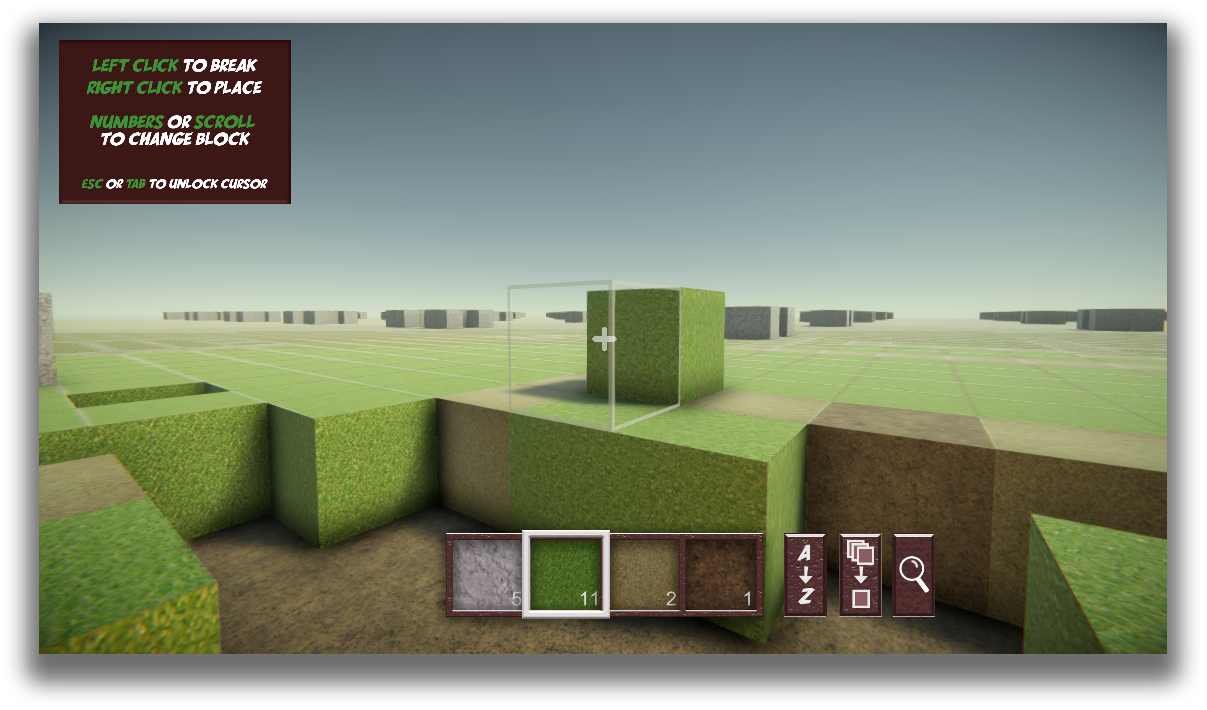 LEFT CLICK TO BREAK
RIGHT CLICK TO PLACE
NUMBERS OR SCROLL
TO CHANGE BLOCK
ESC OR TAB TO UNLOCK CURSOR
5 11 2 1
A
Z